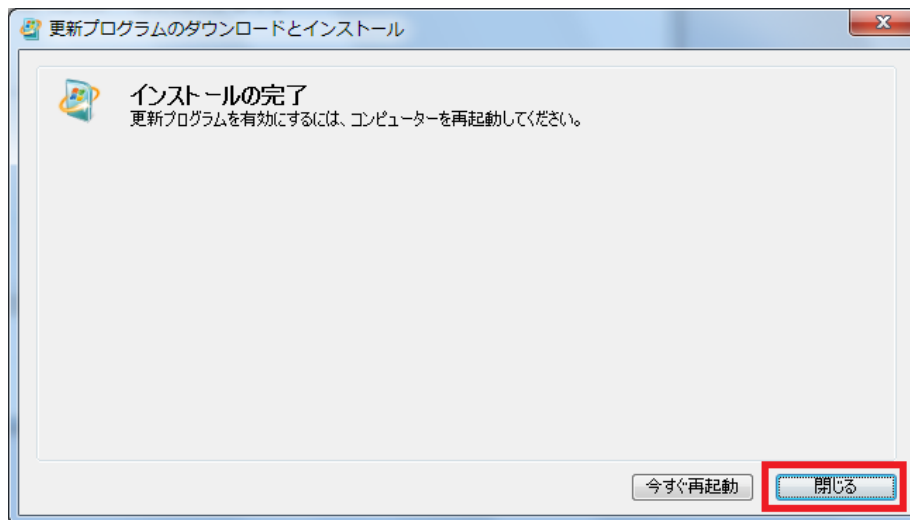 更新プログラムのダウンロードとインストール
インストールの完了
更新プログラムを有効にするには、コンピューターを再起動してください。
今すぐ再起動
閉じる